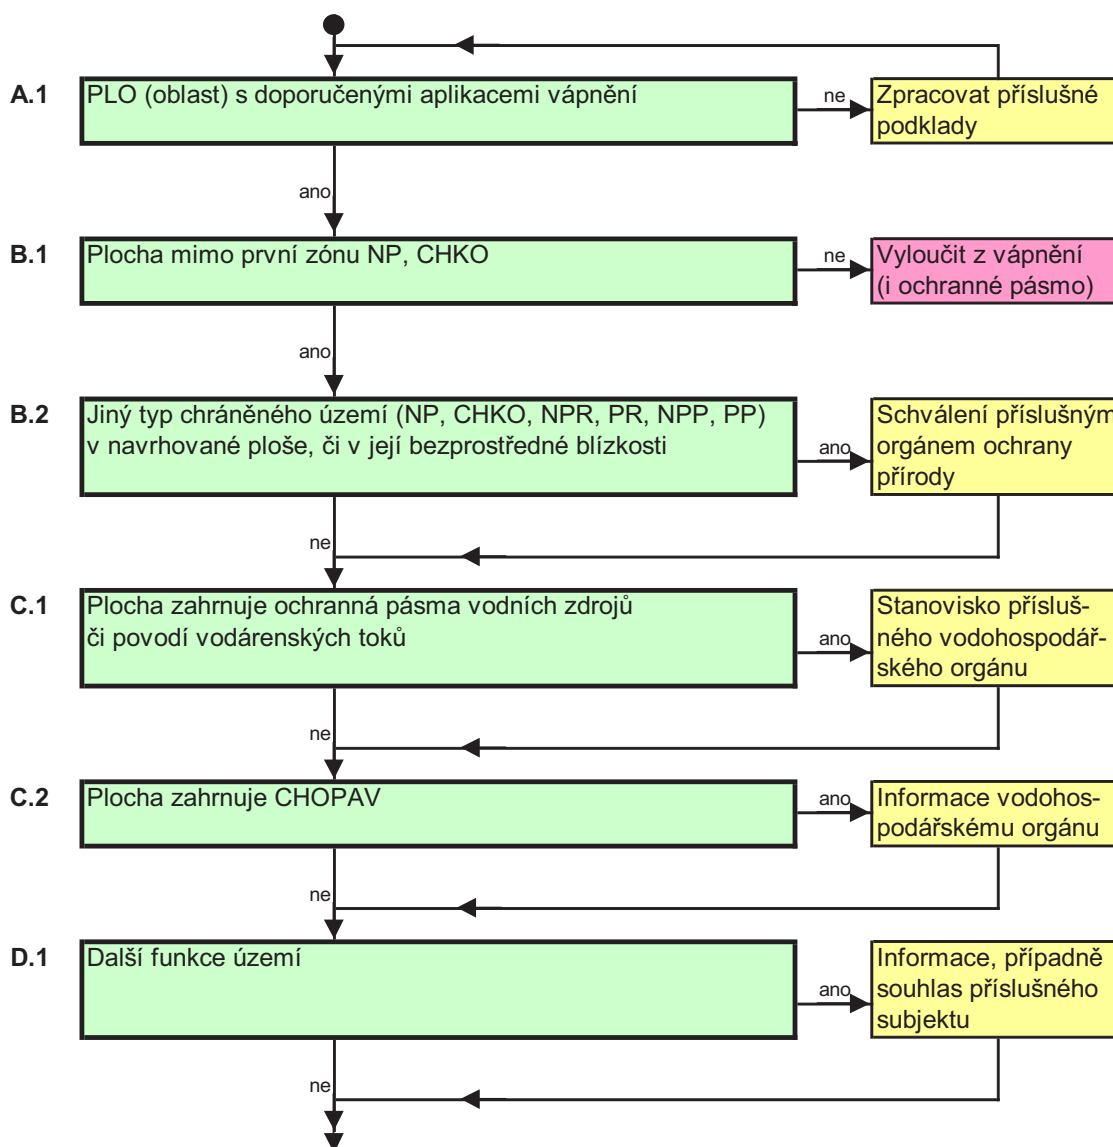 A.1
PLO (oblast) s doporučenými aplikacemi vápnění
ne
Zpracovat příslušné
podklady
ano
B.1
Plocha mimo první zónu NP, CHKO
ne
Vyloučit z vápnění
(i ochranné pásmo)
ano
B.2
Jiný typ chráněného území (NP, CHKO, NPR, PR, NPP, PP)
v navrhované ploše, či v její bezprostředné blízkosti
ano
Schválení příslušným
orgánem ochrany
přírody
ne
C.1
Plocha zahrnuje ochranná pásma vodních zdrojů
či povodí vodárenských toků
ano
Stanovisko přísluš-
ného vodohospodář-
ského orgánu
ne
C.2
Plocha zahrnuje CHOPAV
ano
Informace vodohos-
podářskému orgánu
ne
D.1
Další funkce území
ano
Informace, případně
souhlas příslušného
subjektu
ne